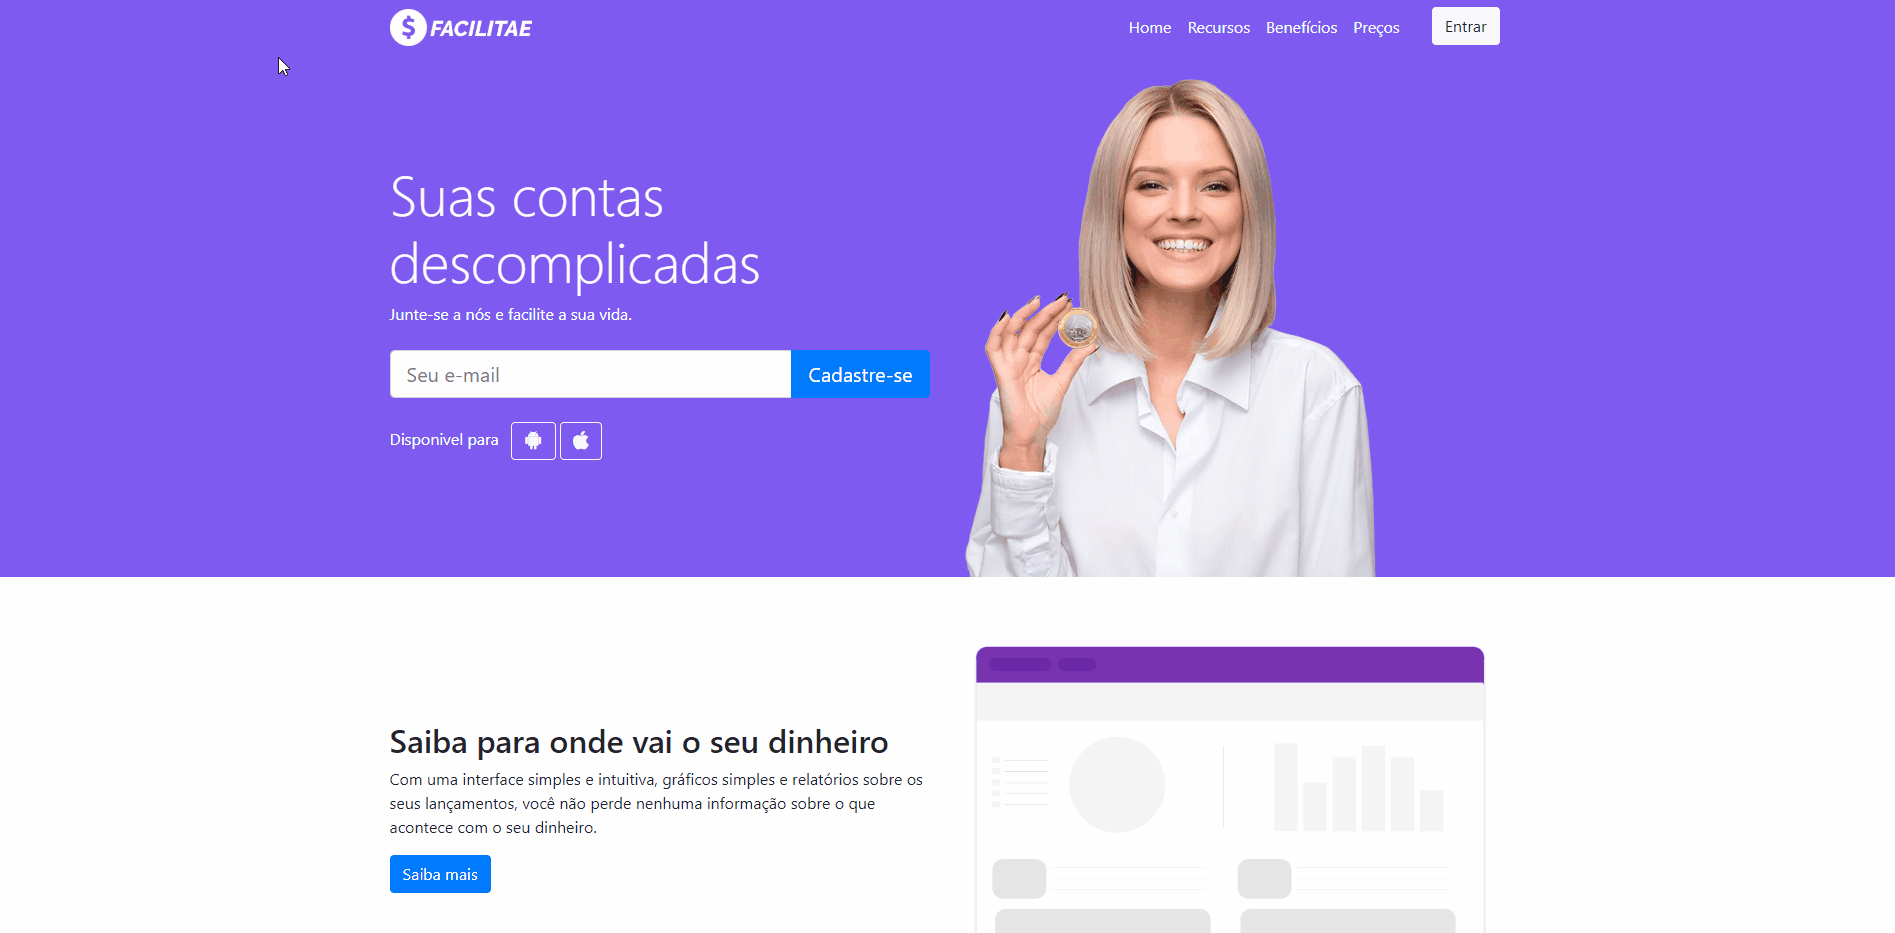 $ FACILITAE
Home Recursos Benefícios Preços Entrar
Suas contas
descomplicadas
Junte-se a nós e facilite a sua vida.
Seu e-mail Cadastre-se
Disponivel para
Saiba para onde vai o seu dinheiro
Com uma interface simples e intuitiva, gráficos simples e relatórios sobre os
seus lançamentos, você não perde nenhuma informação sobre o que
acontece com o seu dinheiro.
Saiba mais